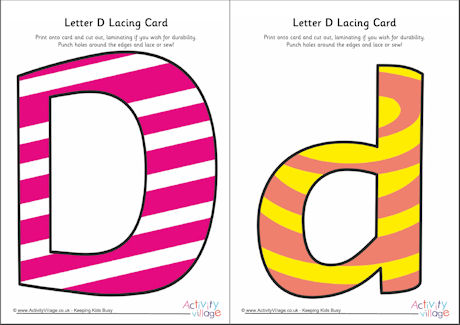 Letter D Lacing Card
Print onto card and cut out, laminating if you wish for durability.
Punch holes around the edges and lace or sew!
D
www.ActivityVillage.co.uk - Keeping Kids Busy
Activity
Village
Letter D Lacing Card
Print onto card and cut out, laminating if you wish for durability.
Punch holes around the edges and lace or sew!
d
www.ActivityVillage.co.uk - Keeping Kids Busy
Activity
Village